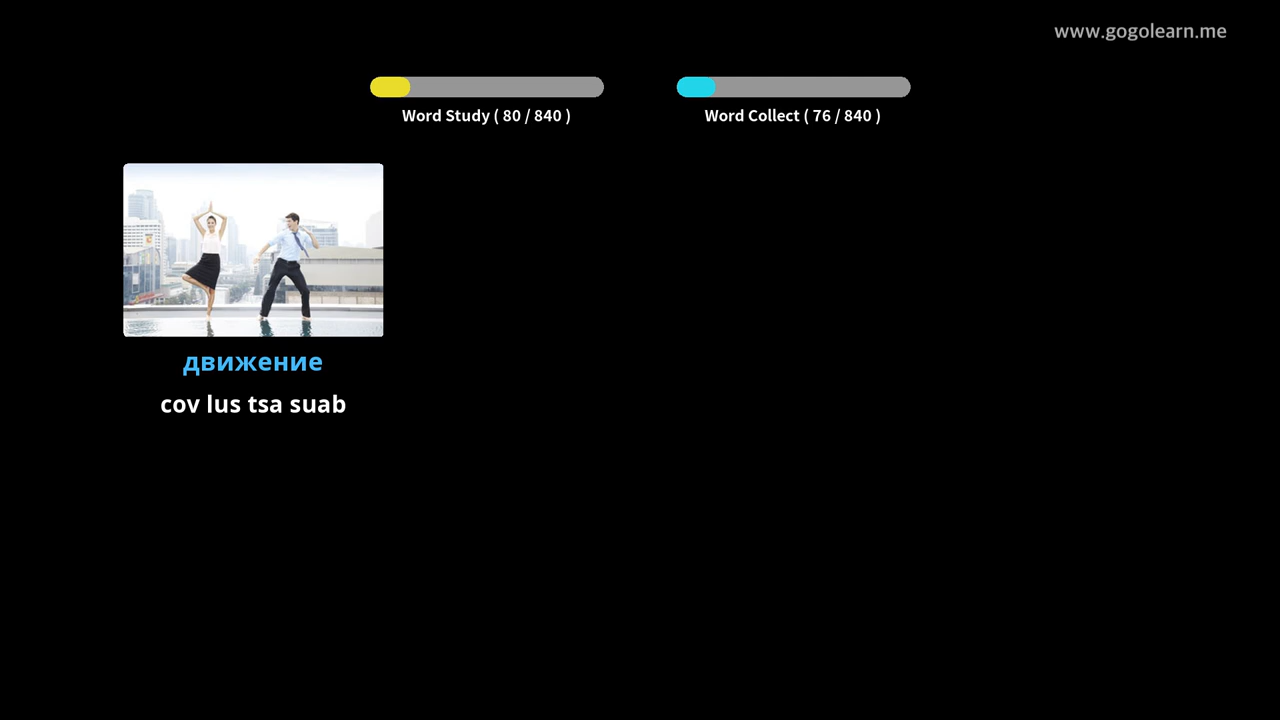 www.gogolearn.me
Word Study ( 80 / 840 )
Word Collect ( 76 / 840 )
движение
cov lus tsa suab